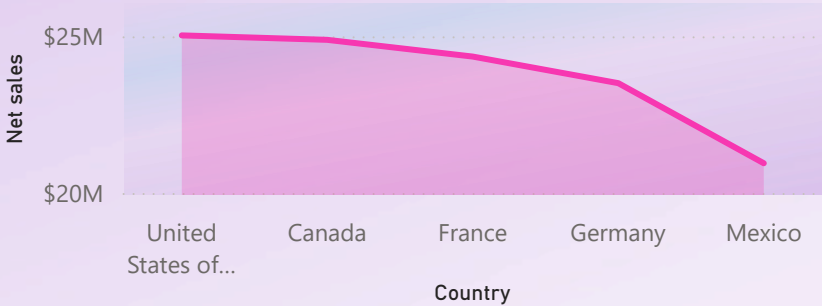 Net sales
$25M
$20M
United
States of...
Canada
France
Germany
Mexico
Country